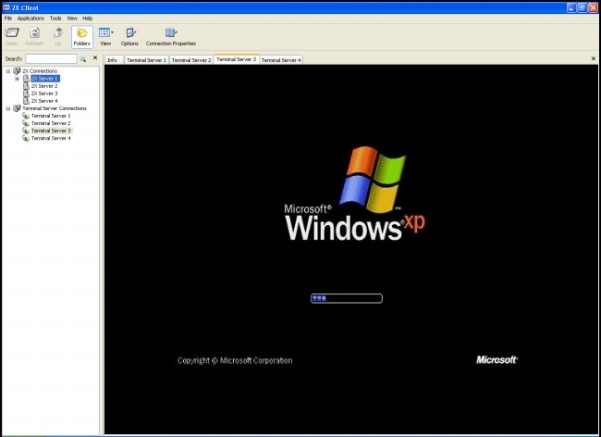 2X Client
File Applications Tools View Help
Open Refresh Up Folders View Options Connection Properties
Search:
Info Terminal Server 1 Terminal Server 2 Terminal Server 3 Terminal Server 4
2X Connections
2X Server 1
2X Server 2
2X Server 3
2X Server 4
Terminal Server Connections
Terminal Server 1
Terminal Server 2
Terminal Server 3
Terminal Server 4
Microsoft®
Windows xp
Copyright © Microsoft Corporation
Microsoft